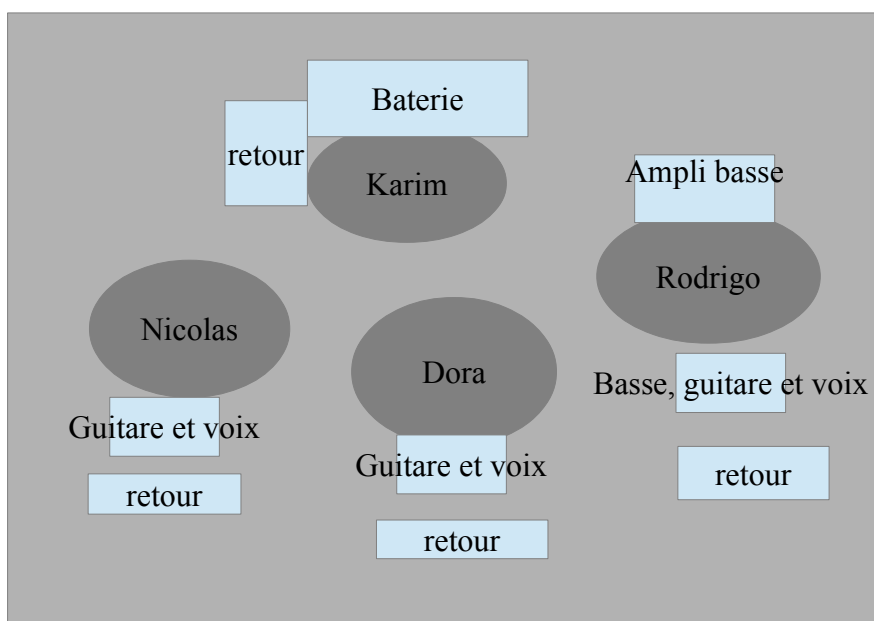 Baterie
retour
Karim
Ampli basse
Rodrigo
Nicolas
Dora
Basse, guitare et voix
Guitare et voix
Guitare et voix
retour
retour
retour